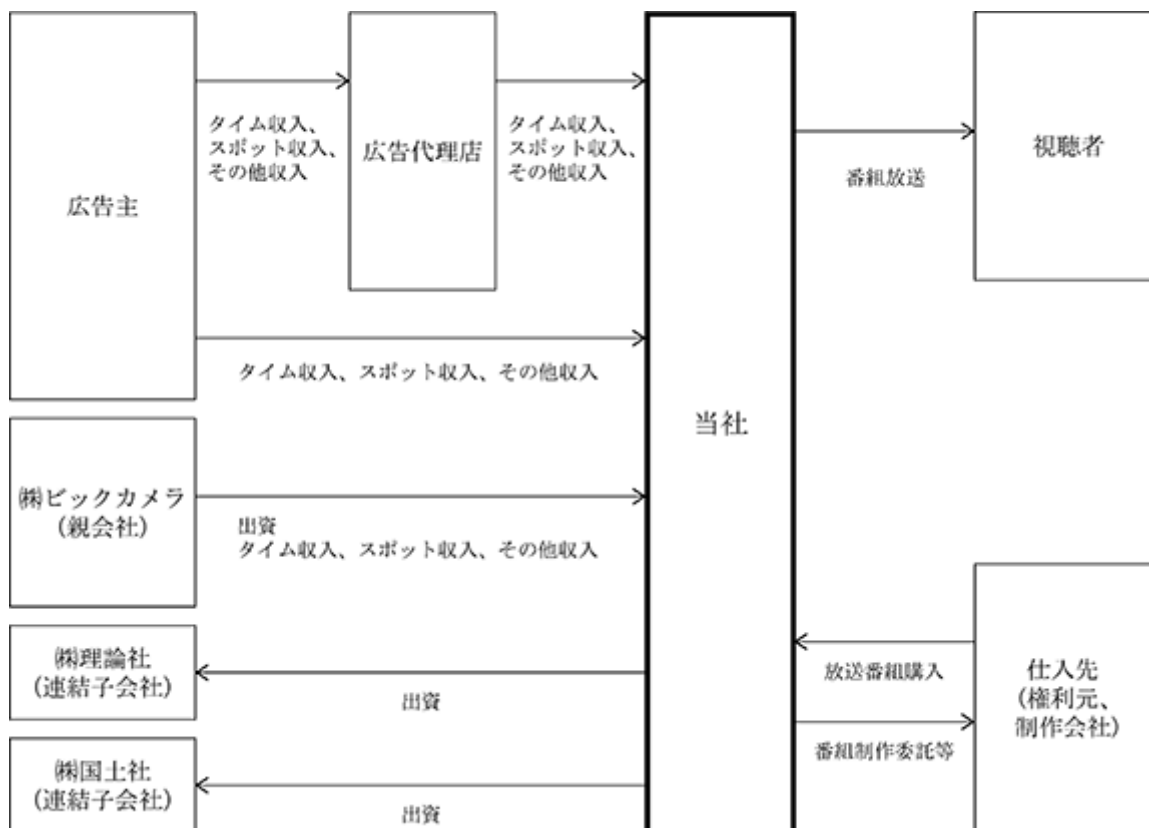 広告主
タイム収入、
スポット収入、
その他収入
広告代理店
タイム収入、
スポット収入、
その他収入
タイム収入、スポット収入、その他収入
㈱ビックカメラ
(親会社)
出資
タイム収入、スポット収入、その他収入
㈱理論社
(連結子会社)
出資
㈱国土社
(連結子会社)
出資
当社
番組放送
視聴者
放送番組購入
番組制作委託等
仕入先
(権利元、
制作会社)